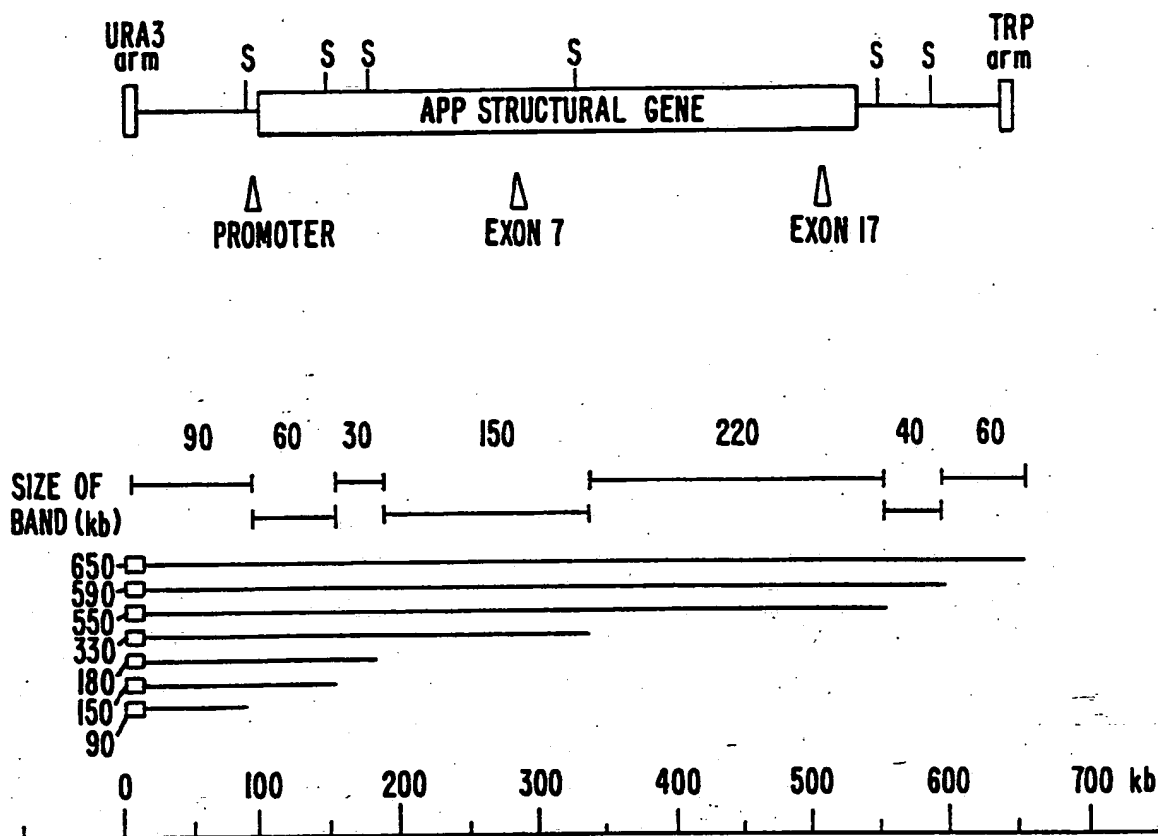 URA3 arm
TRP arm
S S S S S S
APP STRUCTURAL GENE
PROMOTER EXON 7 EXON 17
90 60 30 150 220 40 60
SIZE OF
BAND (kb)
650
590
550
330
180
150
90
0 100 200 300 400 500 600 700 kb